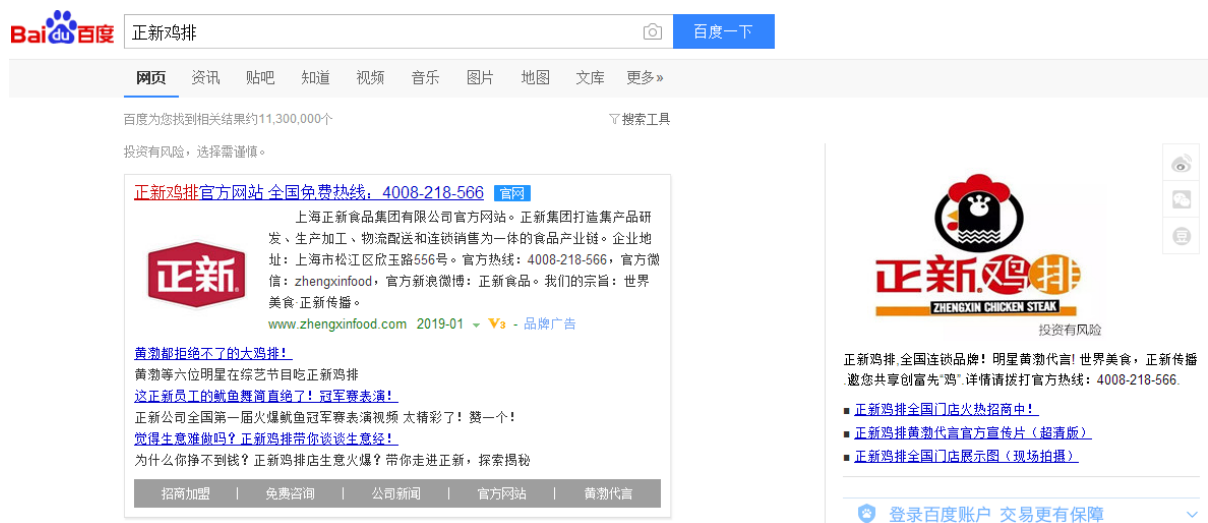 Bai du 百度
正新鸡排
百度一下
网页 资讯 贴吧 知道 视频 音乐 图片 地图 文库 更多»
百度为您找到相关结果约11,300,000个
搜索工具
投资有风险，选择需谨慎。
正新鸡排官方网站 全国免费热线：4008-218-566 官网
正新
上海正新食品集团有限公司官方网站。正新集团打造集产品研
发、生产加工、物流配送和连锁销售为一体的食品产业链。企业地
址：上海市松江区欣玉路556号。官方热线：4008-218-566，官方微
信：zhengxinfood，官方新浪微博：正新食品。我们的宗旨：世界
美食·正新传播。
www.zhengxinfood.com 2019-01 V3 - 品牌广告
黄渤都拒绝不了的大鸡排！
黄渤等六位明星在综艺节目吃正新鸡排
这正新员工的鱿鱼舞简直绝了！冠军赛表演！
正新公司全国第一届火爆鱿鱼冠军赛表演视频 太精彩了！赞一个！
觉得生意难做吗？正新鸡排带你谈谈生意经！
为什么你挣不到钱？正新鸡排店生意火爆？带你走进正新，探索揭秘
招商加盟 | 免费咨询 | 公司新闻 | 官方网站 | 黄渤代言
正新鸡排
ZHENGXIN CHICKEN STEAK
投资有风险
正新鸡排,全国连锁品牌！明星黄渤代言! 世界美食，正新传播
.邀您共享创富先“鸡”.详情请拨打官方热线：4008-218-566.
■ 正新鸡排全国门店火热招商中！
■ 正新鸡排黄渤代言官方宣传片（超清版）
■ 正新鸡排全国门店展示图（现场拍摄）
豆
登录百度账户 交易更有保障